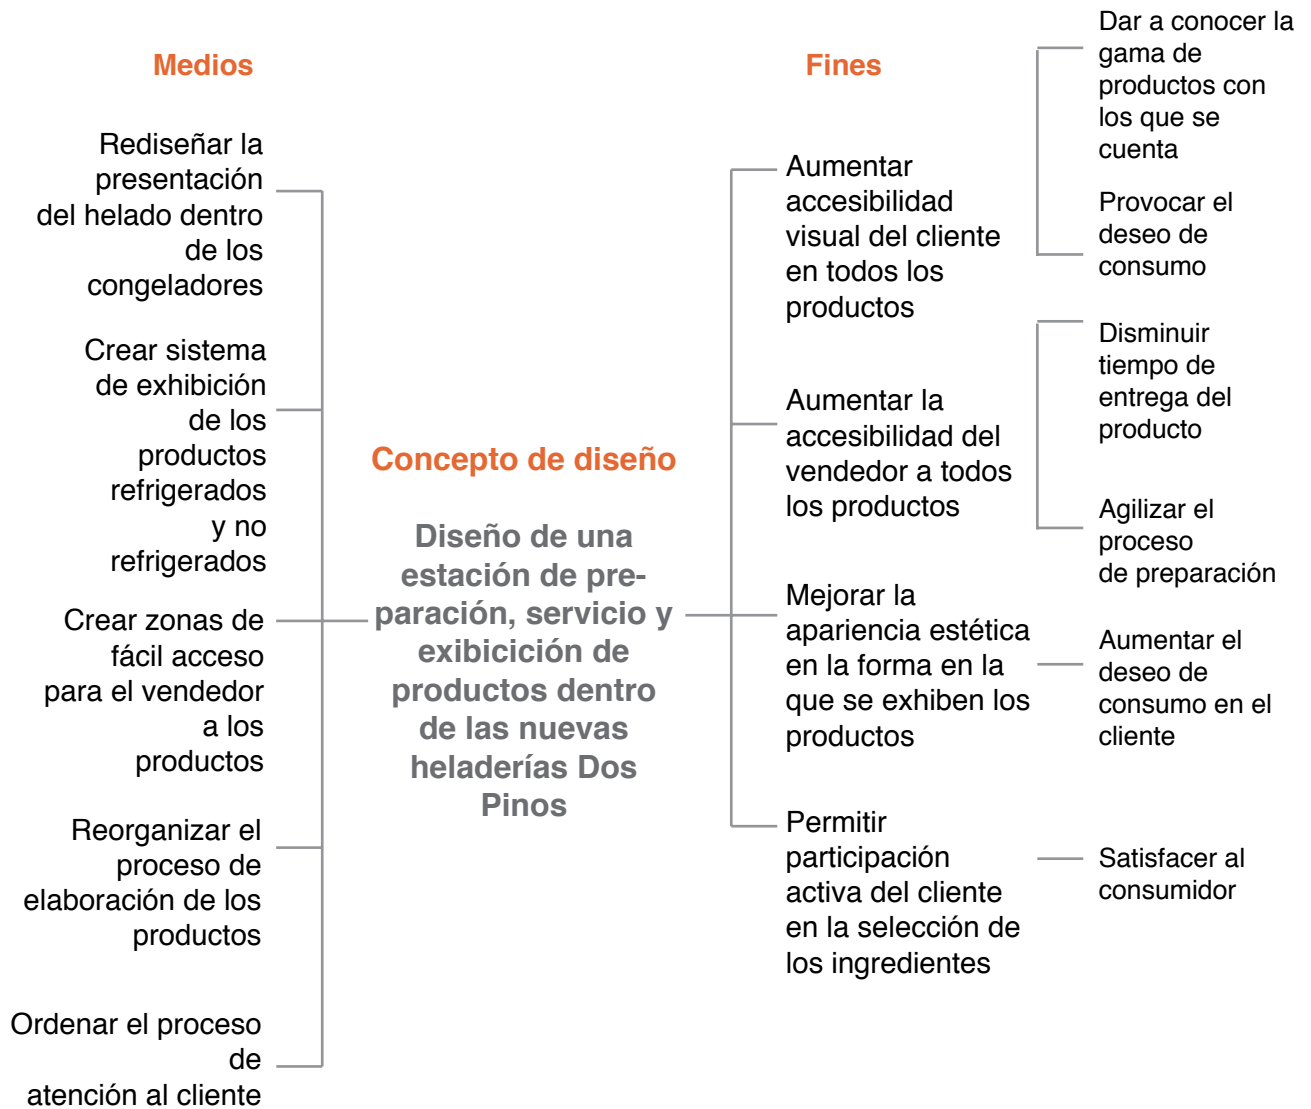 Medios
Rediseñar la
presentación
del helado dentro
de los
congeladores
Crear sistema
de exhibición
de los
productos
refrigerados
y no
refrigerados
Crear zonas de
fácil acceso
para el vendedor
a los
productos
Reorganizar el
proceso de
elaboración de los
productos
Ordenar el proceso
de
atención al cliente
Concepto de diseño
Diseño de una
estación de pre-
paración, servicio y
exibicición de
productos dentro
de las nuevas
heladerías Dos
Pinos
Fines
Aumentar
accesibilidad
visual del cliente
en todos los
productos
Aumentar la
accesibilidad del
vendedor a todos
los productos
Mejorar la
apariencia estética
en la forma en la
que se exhiben los
productos
Permitir
participación
activa del cliente
en la selección de
los ingredientes
Dar a conocer la
gama de
productos con
los que se
cuenta
Provocar el
deseo de
consumo
Disminuir
tiempo de
entrega del
producto
Agilizar el
proceso
de preparación
Aumentar el
deseo de
consumo en el
cliente
Satisfacer al
consumidor